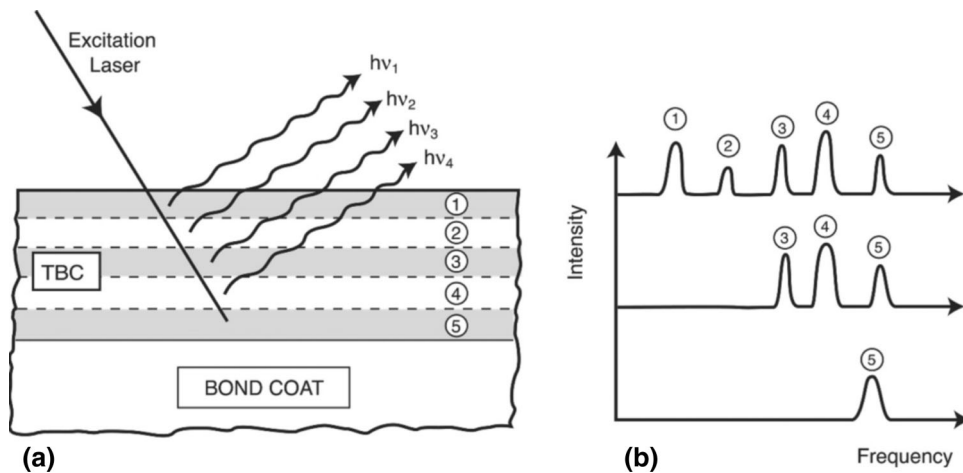 Excitation
Laser
hν1
hν2
hν3
hν4
①
②
③
④
⑤
TBC
BOND COAT
(a)
① ② ③ ④ ⑤
③ ④ ⑤
⑤
Intensity
Frequency
(b)